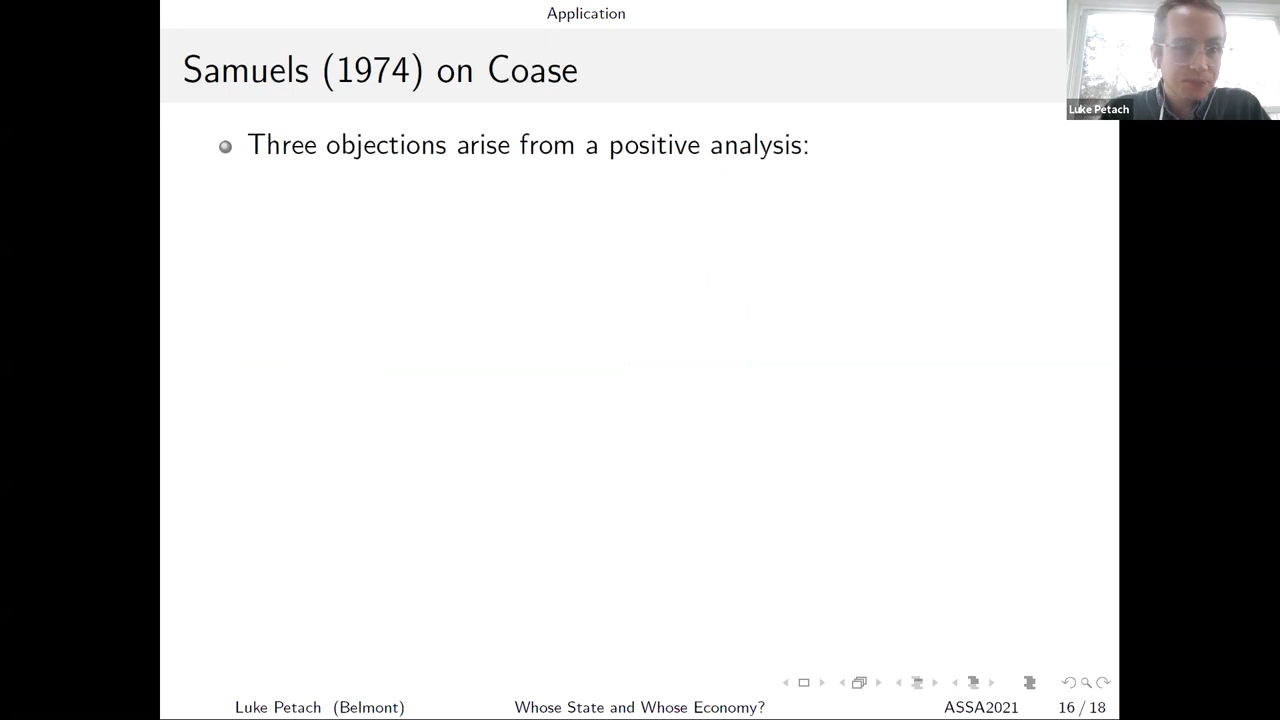 Application
Samuels (1974) on Coase
Luke Petach
Three objections arise from a positive analysis:
Luke Petach (Belmont) Whose State and Whose Economy? ASSA2021 16 / 18